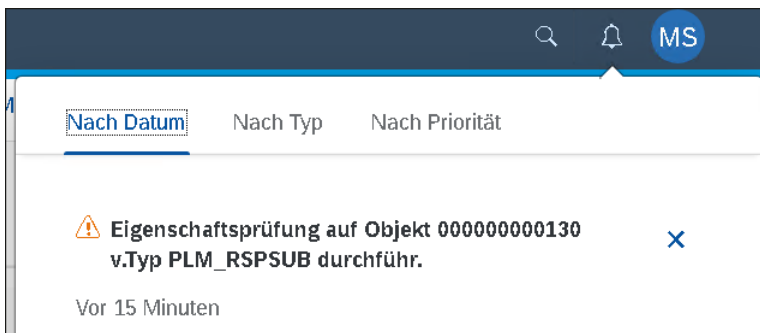 MS
Nach Datum Nach Typ Nach Priorität
Eigenschaftsprüfung auf Objekt 000000000130
v.Typ PLM_RSPSUB durchführ.
Vor 15 Minuten